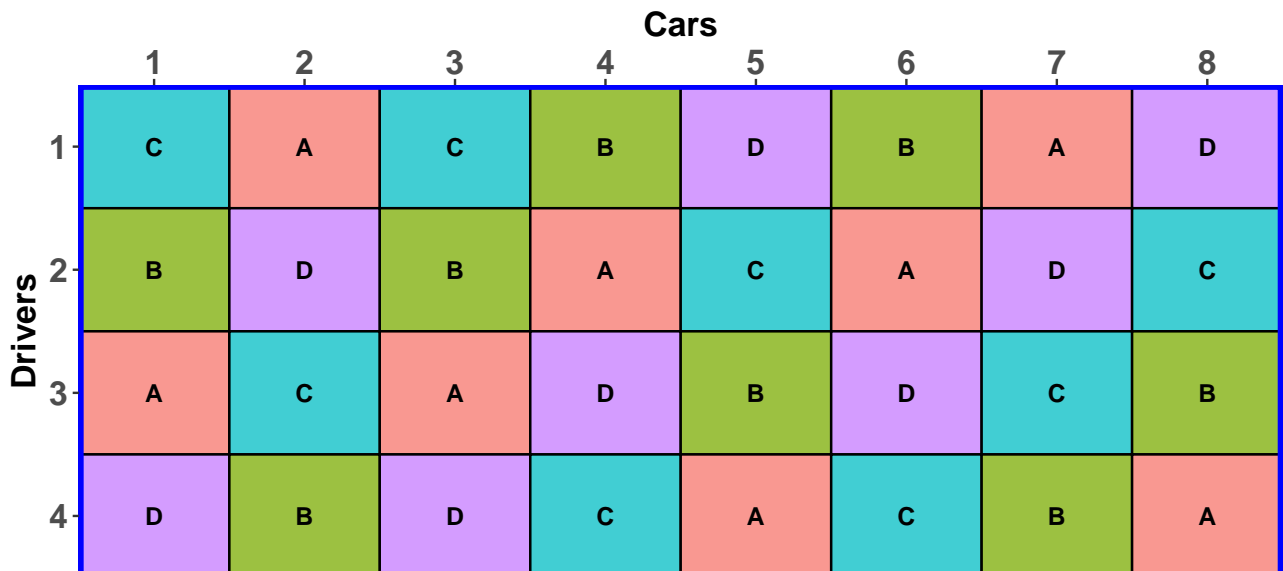 Cars
1 2 3 4 5 6 7 8
Drivers
1 C A C B D B A D
2 B D B A C A D C
3 A C A D B D C B
4 D B D C A C B A